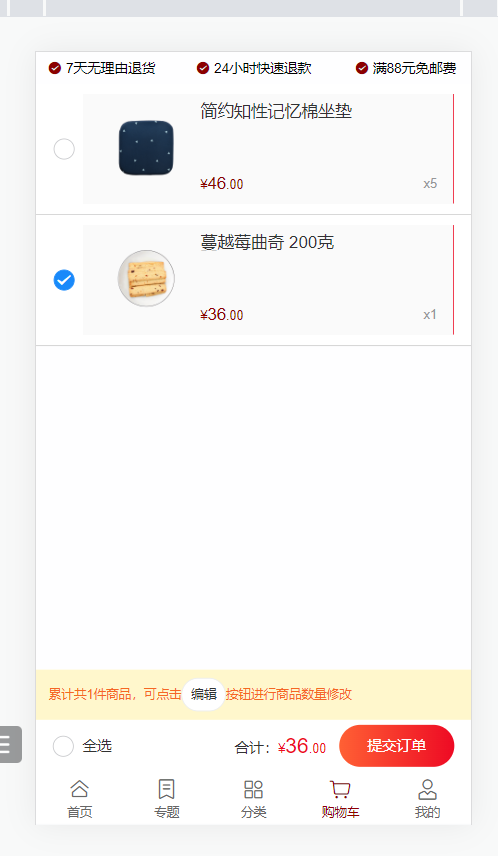 7天无理由退货 24小时快速退款 满88元免邮费
简约知性记忆棉坐垫
¥46.00 x5
蔓越莓曲奇 200克
¥36.00 x1
累计共1件商品，可点击 编辑 按钮进行商品数量修改
全选 合计：¥36.00 提交订单
首页 专题 分类 购物车 我的